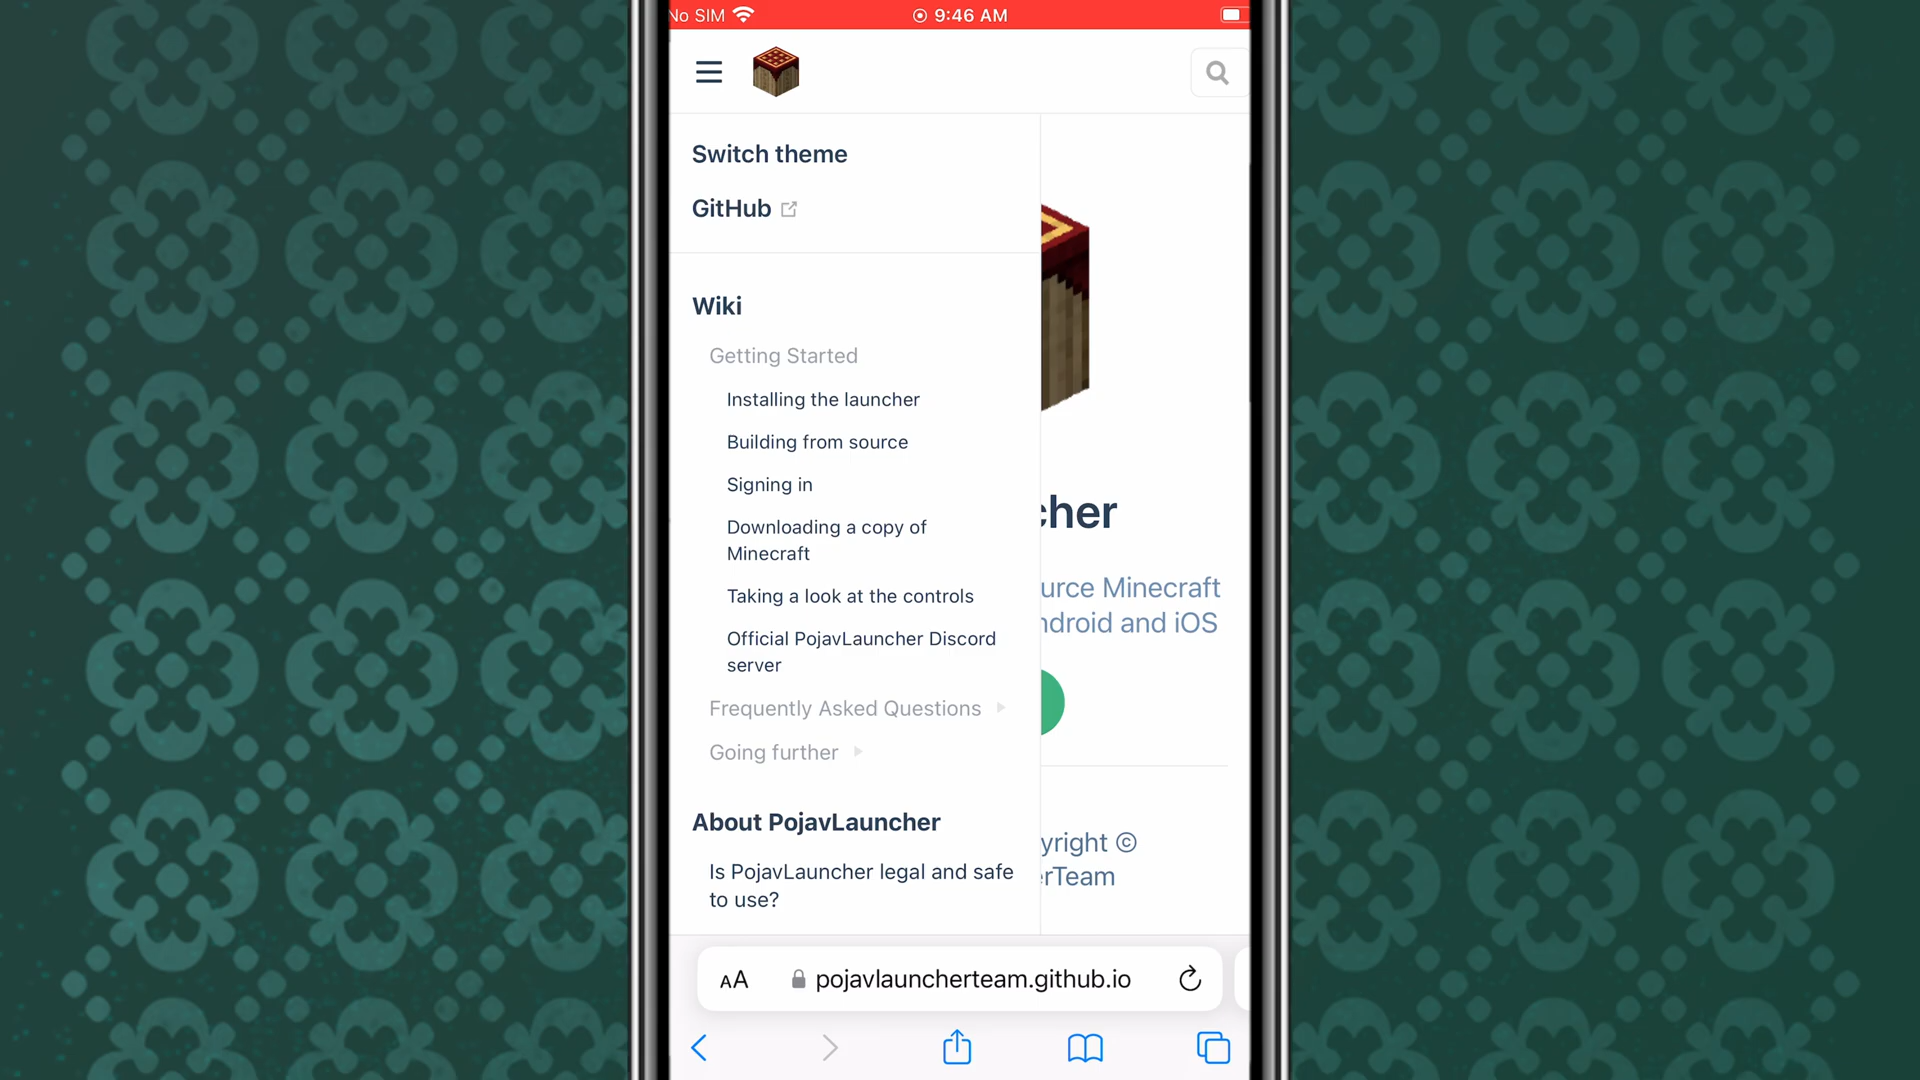 No SIM 9:46 AM
Switch theme
GitHub
Wiki
Getting Started
Installing the launcher
Building from source
Signing in
Downloading a copy of
Minecraft
Taking a look at the controls
Official PojavLauncher Discord
server
Frequently Asked Questions
Going further
About PojavLauncher
Is PojavLauncher legal and safe
to use?
cher
urce Minecraft
ndroid and iOS
yright ©
erTeam
AA pojavlauncherteam.github.io